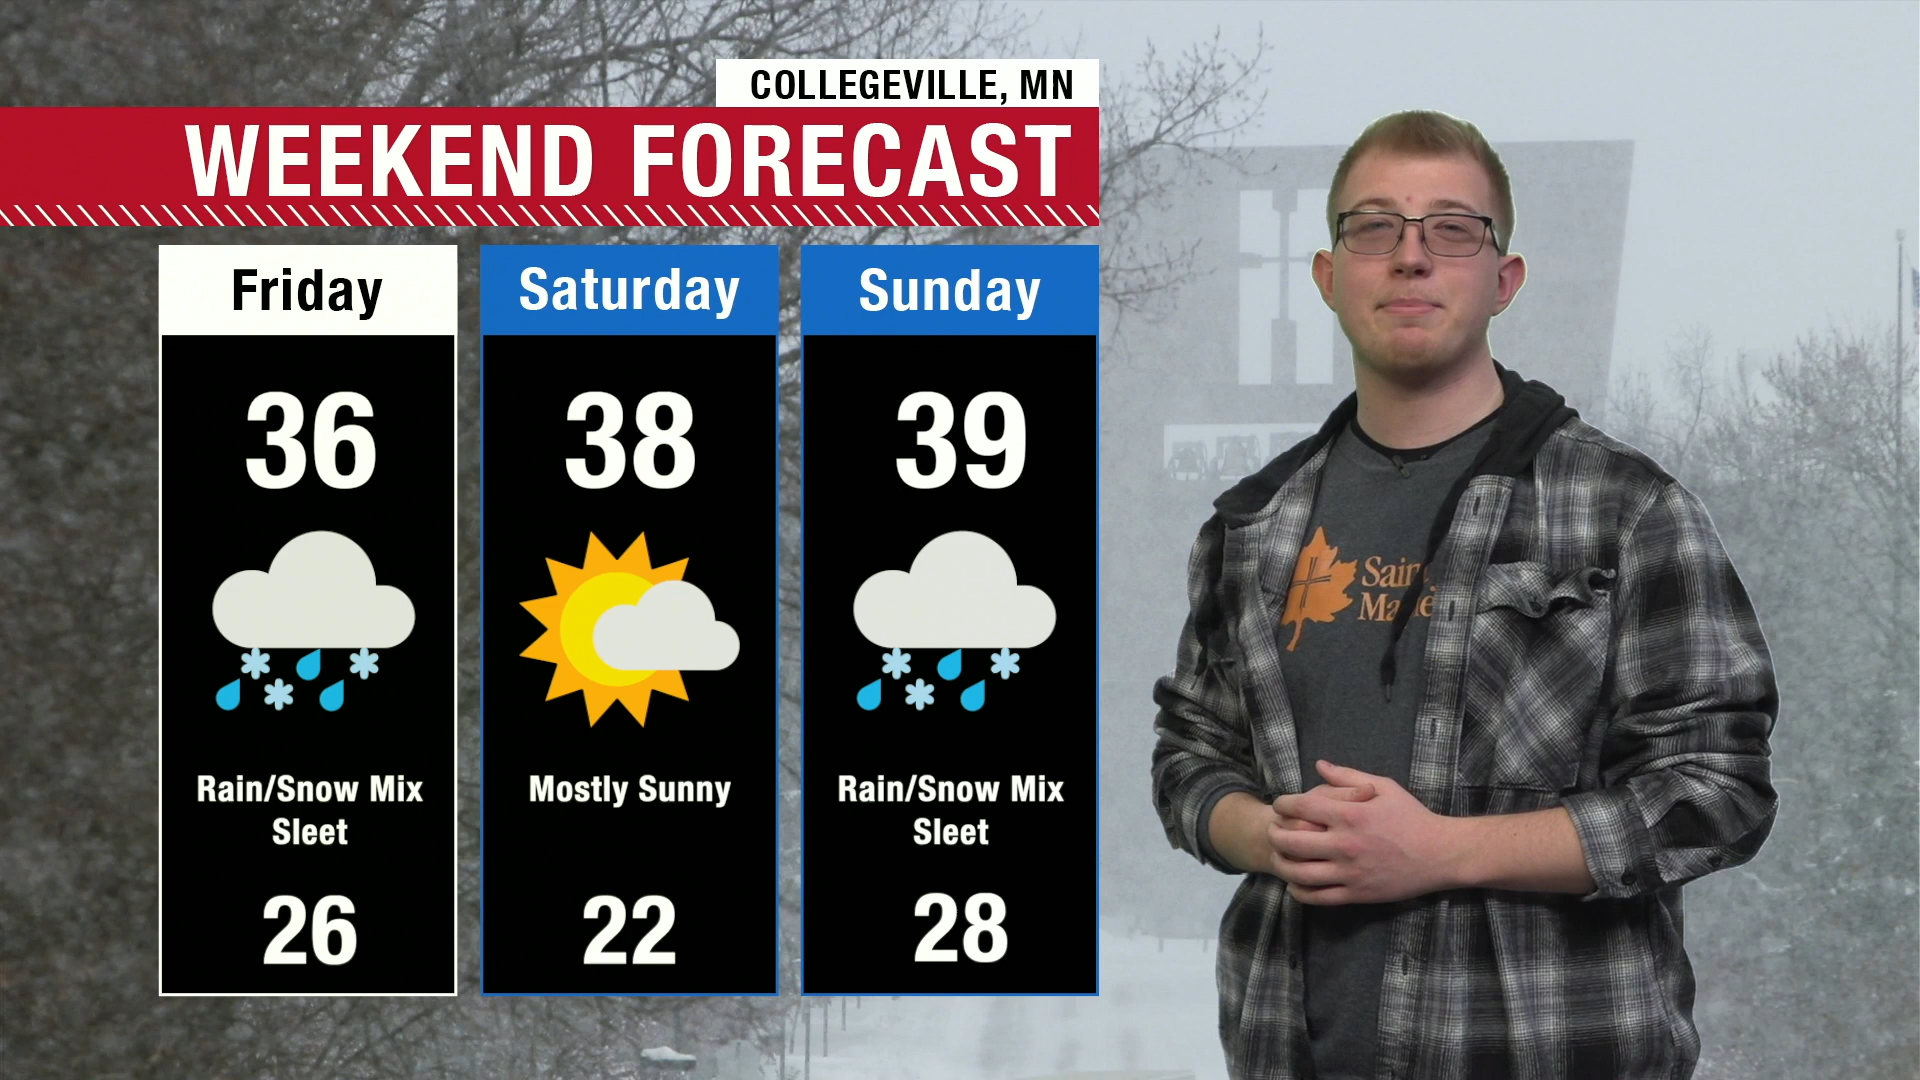 COLLEGEVILLE, MN
WEEKEND FORECAST
Friday
36
Rain/Snow Mix
Sleet
26
Saturday
38
Mostly Sunny
22
Sunday
39
Rain/Snow Mix
Sleet
28